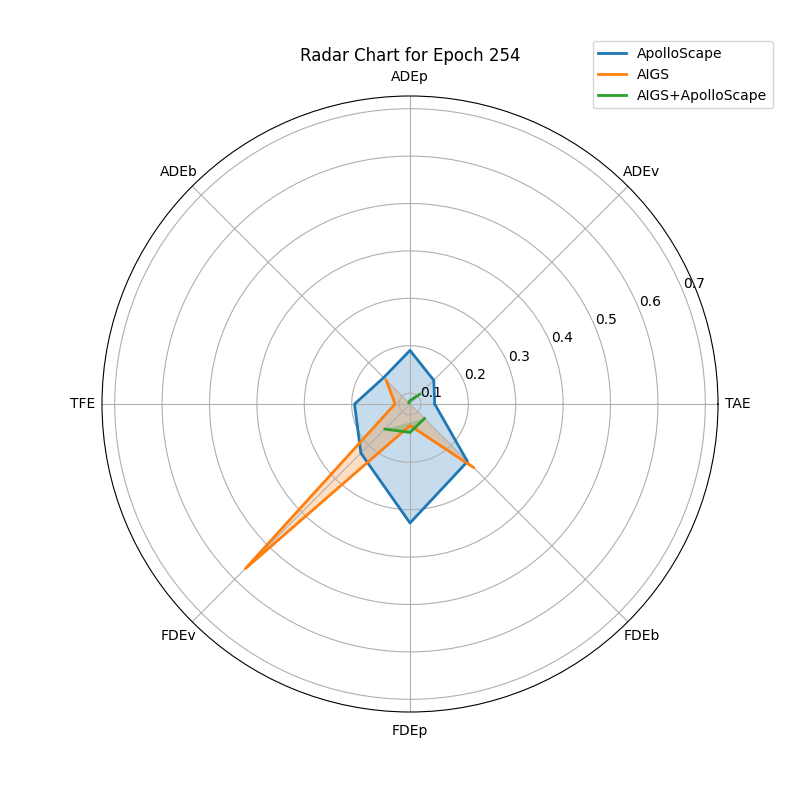 Radar Chart for Epoch 254
ApolloScape
AIGS
AIGS+ApolloScape
ADEp
ADEb
ADEv
0.7
0.6
0.5
0.4
0.3
0.2
0.1
TFE
TAE
FDEv
FDEb
FDEp